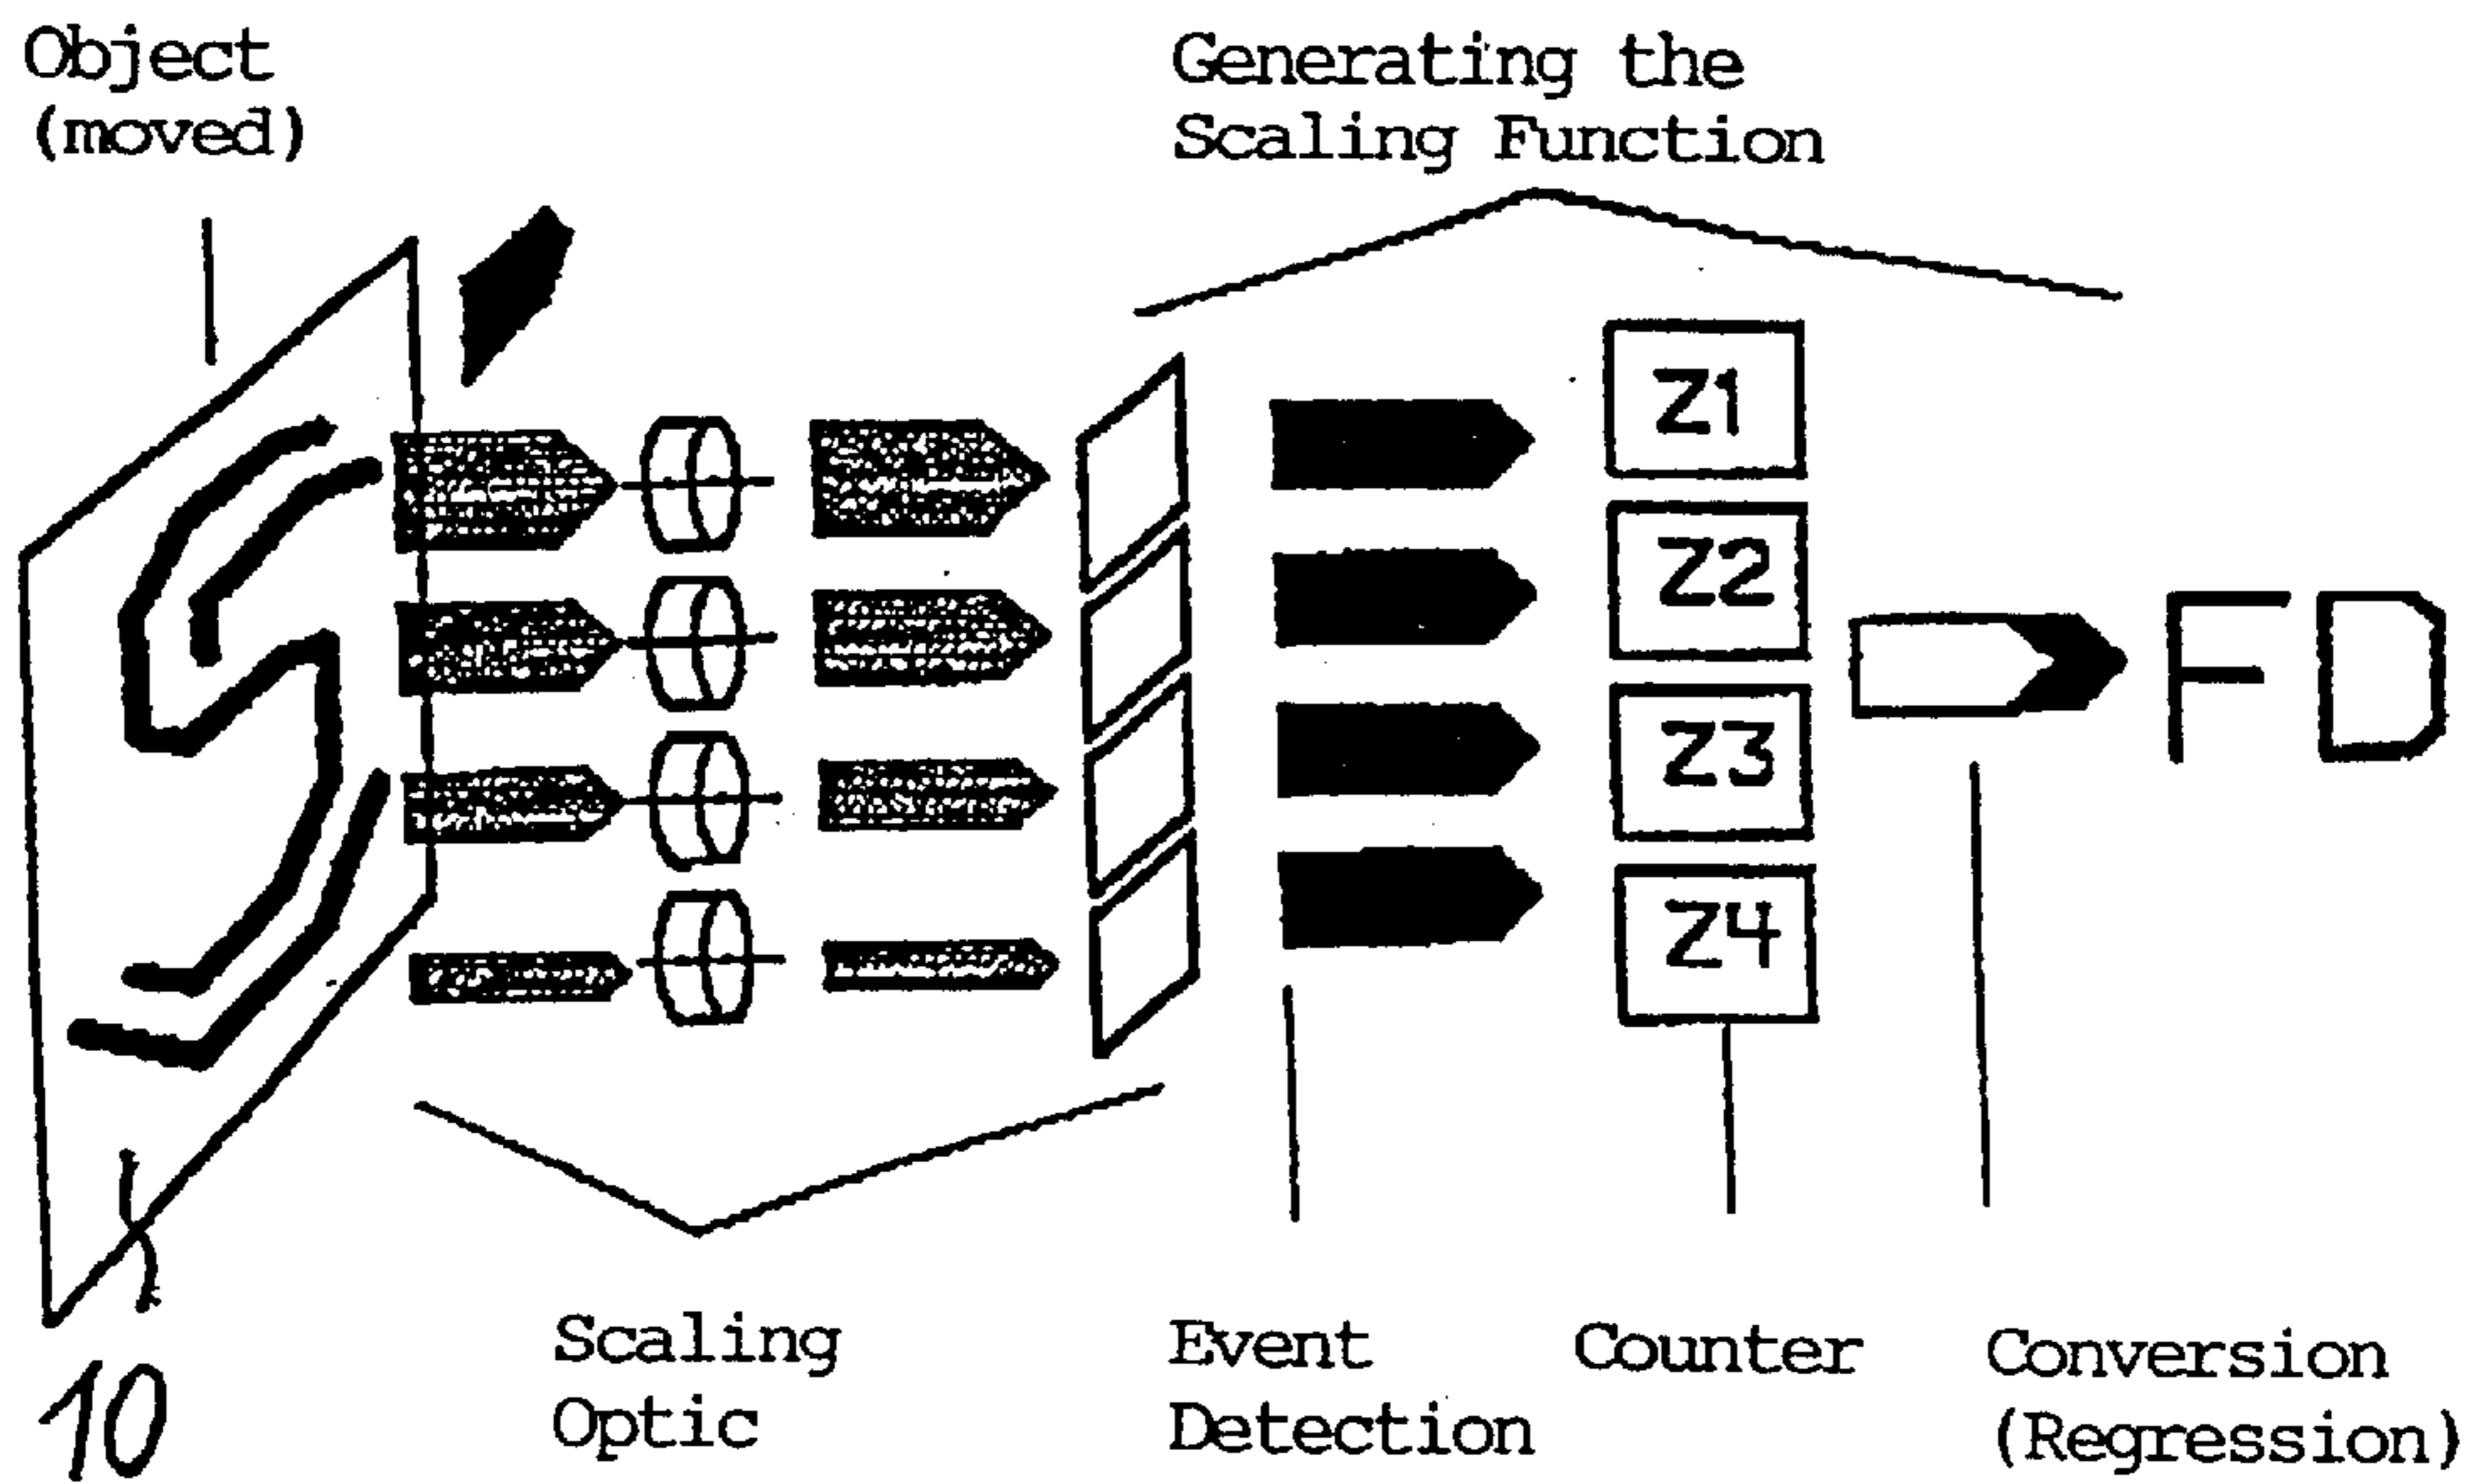 Object
(moved)
Generating the
Scaling Function
Z1
Z2
Z3
Z4
FD
10
Scaling
Optic
Event
Detection
Counter
Conversion
(Regression)